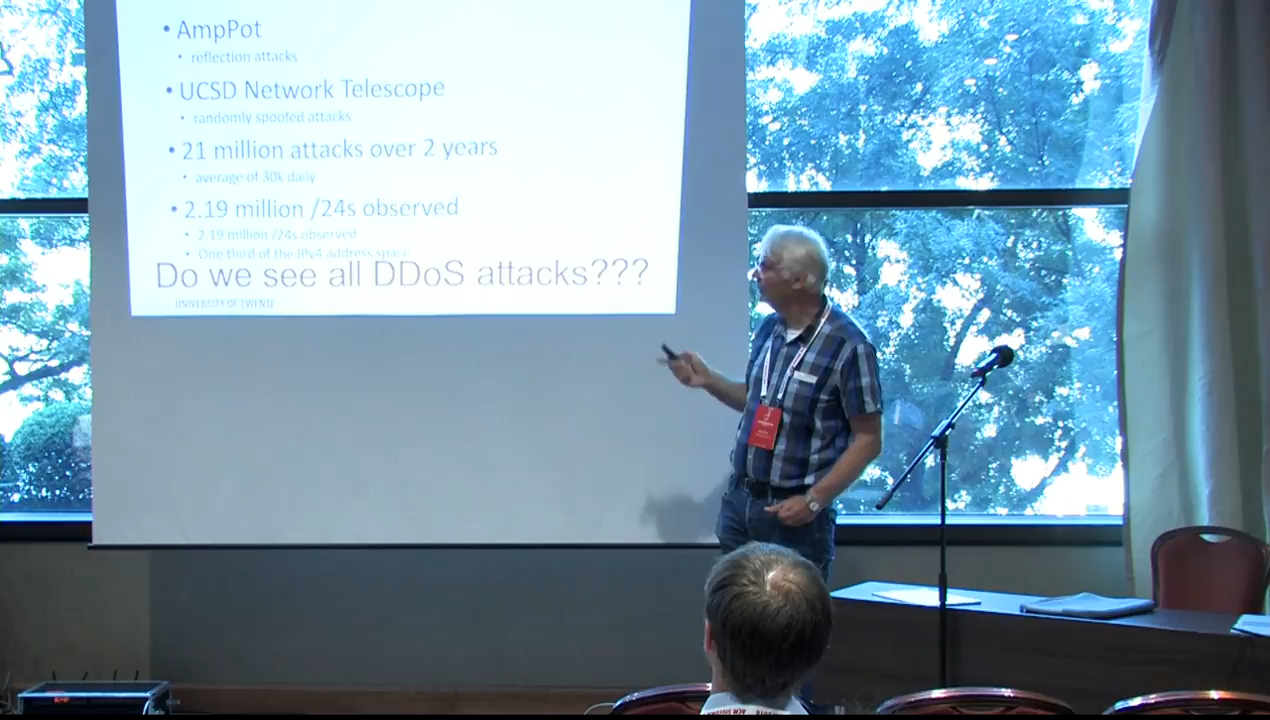 • AmpPot
• reflection attacks
• UCSD Network Telescope
• randomly spoofed attacks
• 21 million attacks over 2 years
• average of 30k daily
• 2.19 million /24s observed
• 2.19 million /24s observed
• One third of the IPv4 address space
Do we see all DDoS attacks???
UNIVERSITY OF TWENTE